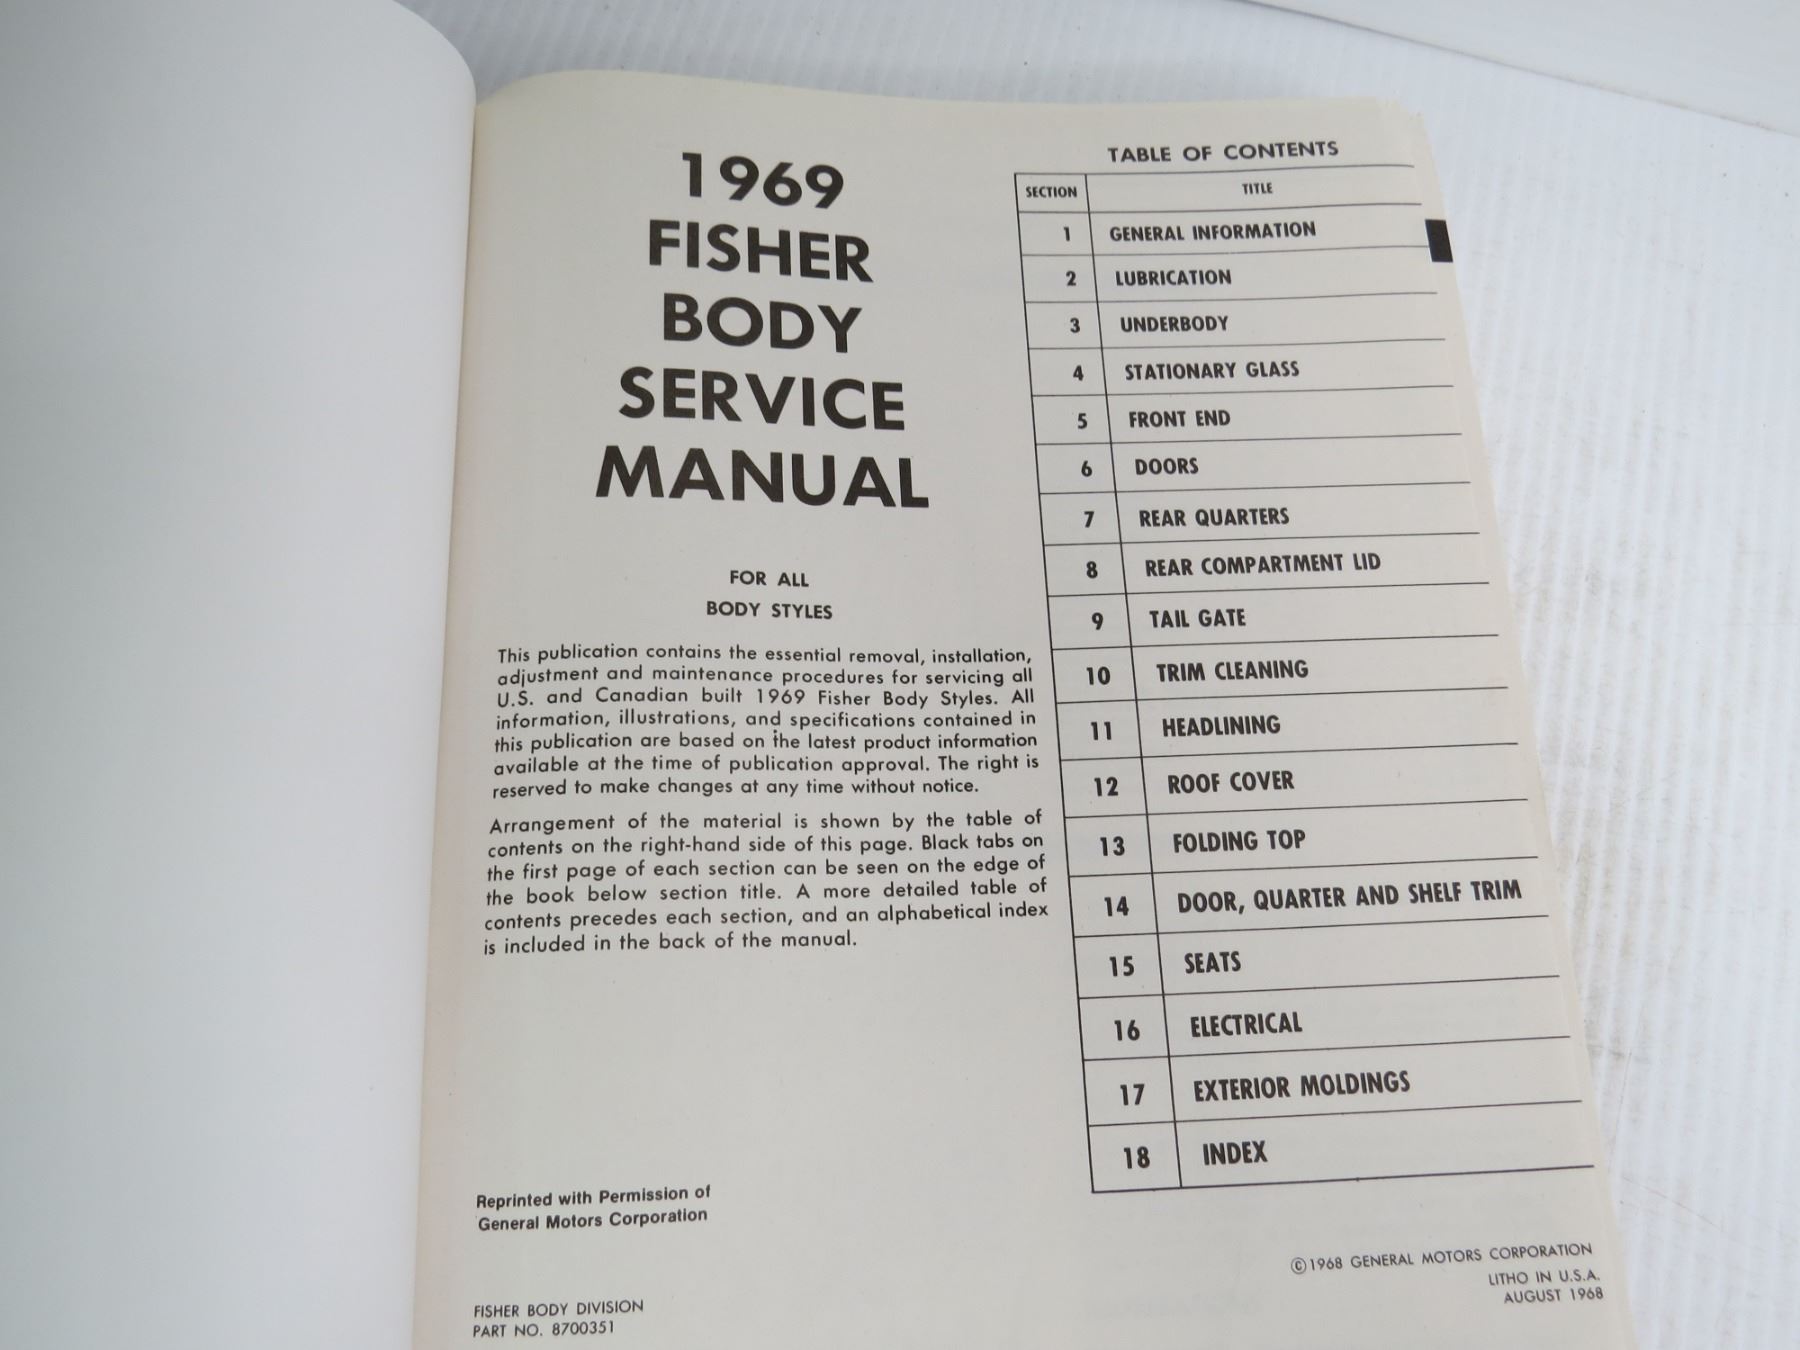 1969
FISHER
BODY
SERVICE
MANUAL
FOR ALL
BODY STYLES
This publication contains the essential removal, installation,
adjustment and maintenance procedures for servicing all
U.S. and Canadian built 1969 Fisher Body Styles. All
information, illustrations, and specifications contained in
this publication are based on the latest product information
available at the time of publication approval. The right is
reserved to make changes at any time without notice.
Arrangement of the material is shown by the table of
contents on the right-hand side of this page. Black tabs on
the first page of each section can be seen on the edge of
the book below section title. A more detailed table of
contents precedes each section, and an alphabetical index
is included in the back of the manual.
Reprinted with Permission of
General Motors Corporation
FISHER BODY DIVISION
PART NO. 8700351
TABLE OF CONTENTS
SECTION TITLE
1 GENERAL INFORMATION
2 LUBRICATION
3 UNDERBODY
4 STATIONARY GLASS
5 FRONT END
6 DOORS
7 REAR QUARTERS
8 REAR COMPARTMENT LID
9 TAIL GATE
10 TRIM CLEANING
11 HEADLINING
12 ROOF COVER
13 FOLDING TOP
14 DOOR, QUARTER AND SHELF TRIM
15 SEATS
16 ELECTRICAL
17 EXTERIOR MOLDINGS
18 INDEX
©1968 GENERAL MOTORS CORPORATION
LITHO IN U.S.A.
AUGUST 1968